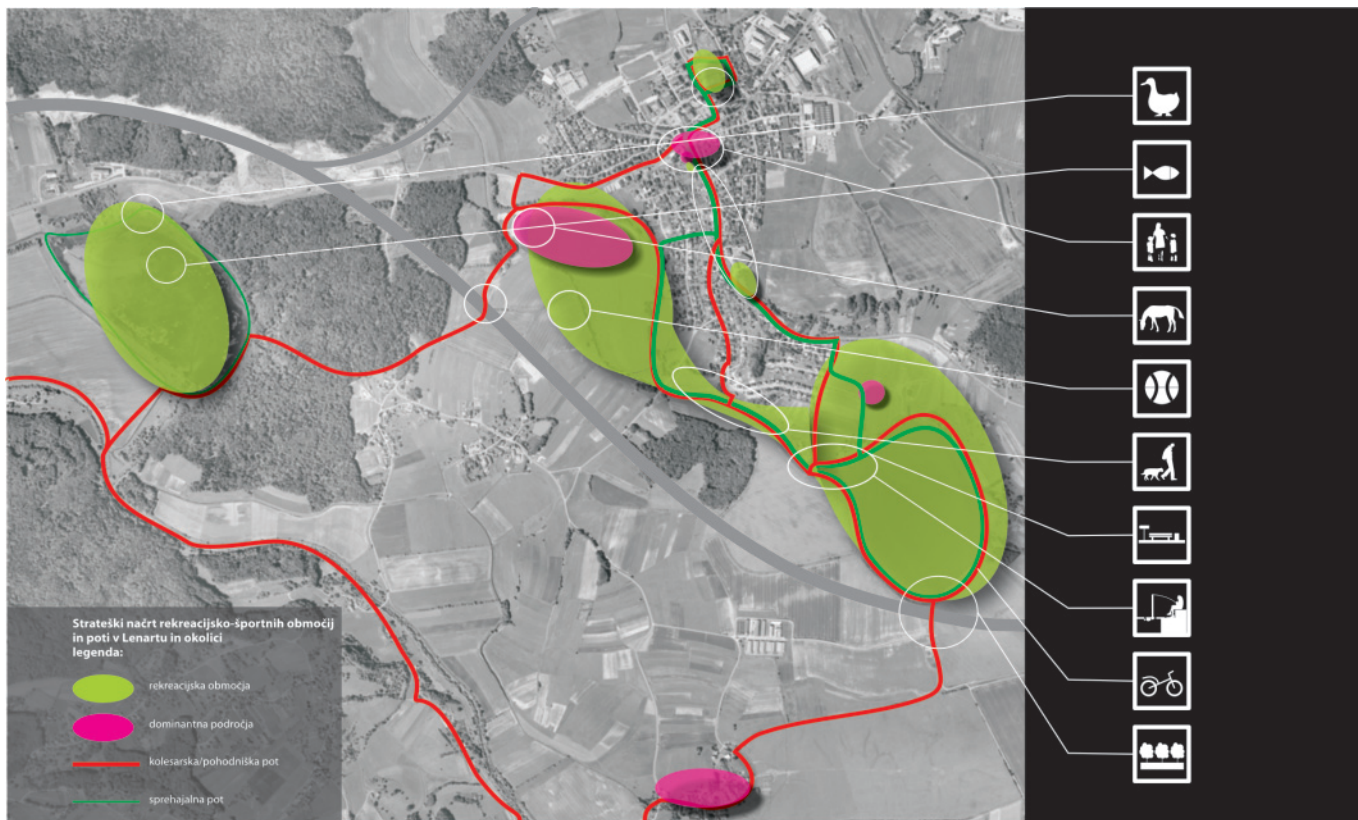 Strateški načrt rekreacijsko-športnih območij
in poti v Lenartu in okolici
legenda:
rekreacijska območja
dominantna področja
kolesarska/pohodniška pot
sprehajalna pot